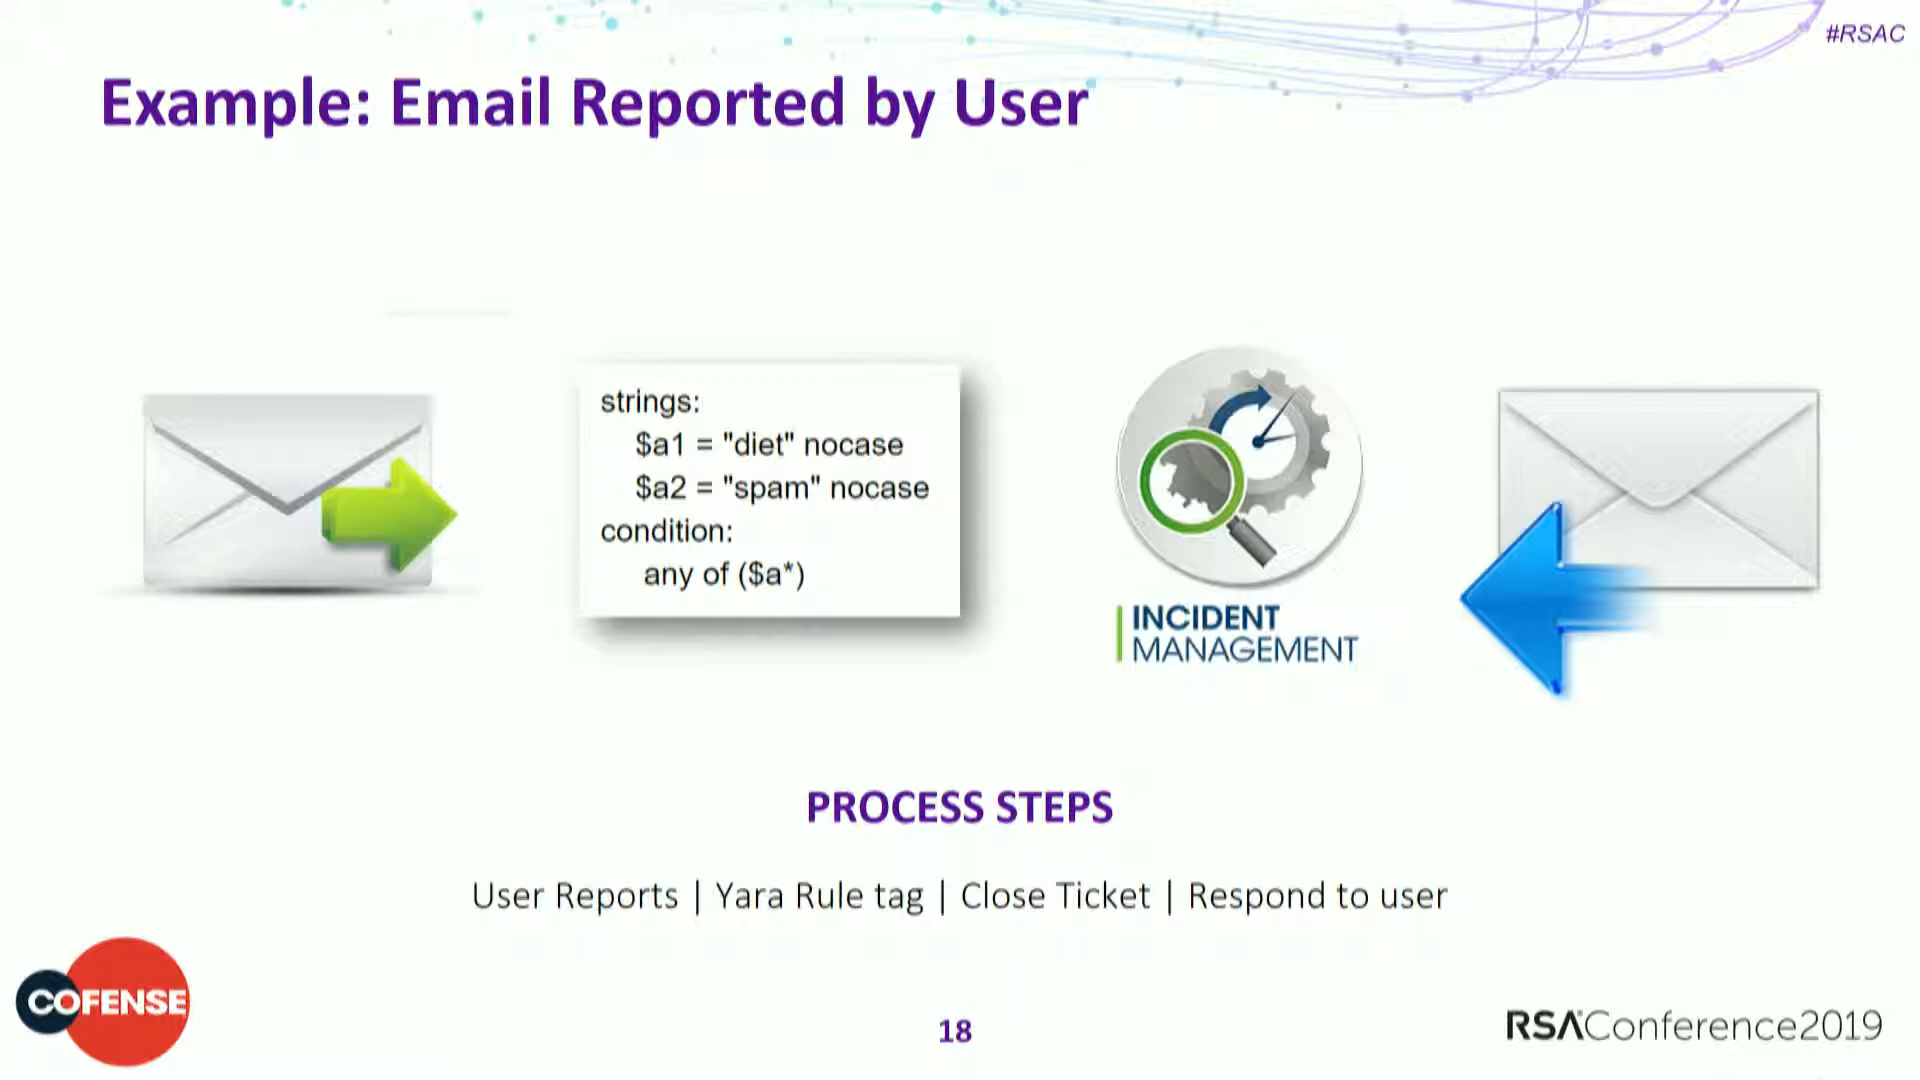 #RSAC
Example: Email Reported by User
strings:
$a1 = "diet" nocase
$a2 = "spam" nocase
condition:
any of ($a*)
INCIDENT
MANAGEMENT
PROCESS STEPS
User Reports | Yara Rule tag | Close Ticket | Respond to user
COFENSE
18
RSAConference2019